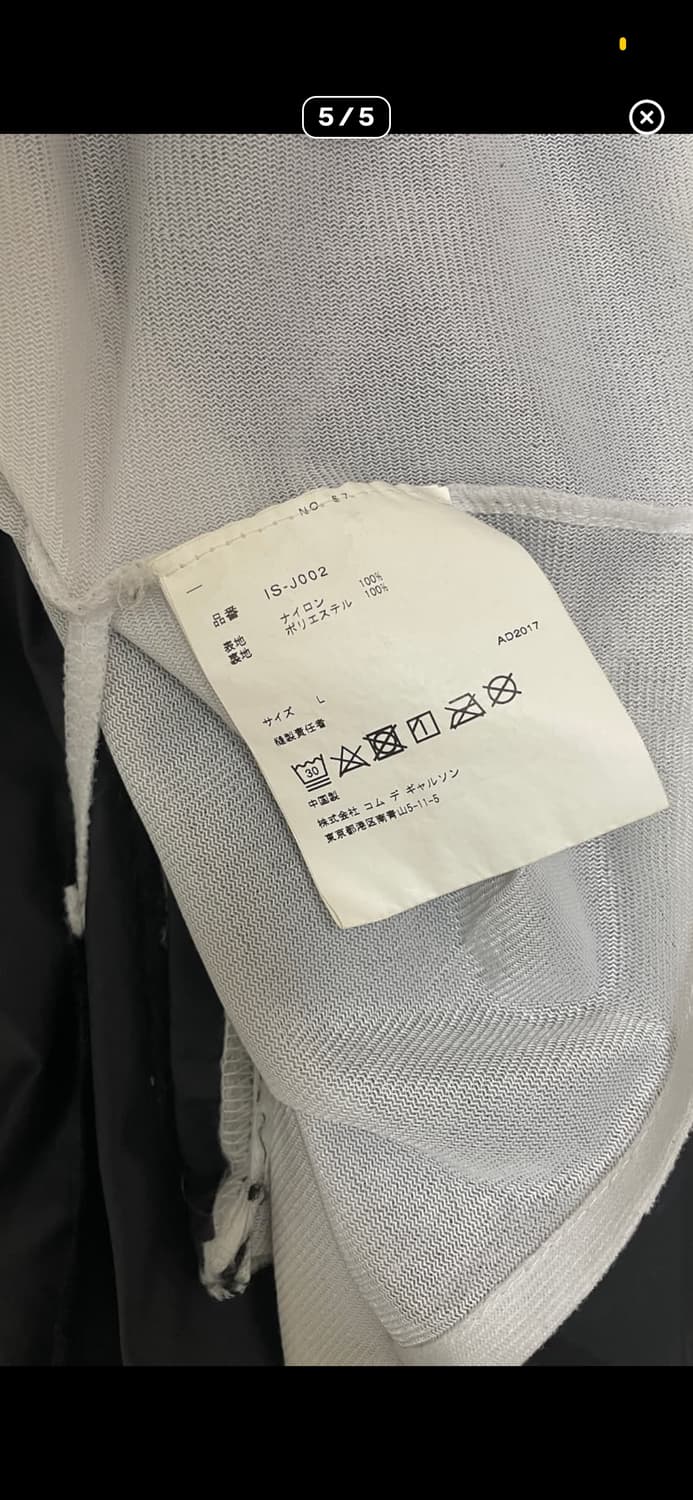 5/5
NO. 57
IS-J002
品番
ナイロン 100%
ポリエステル 100%
表地
裏地
AD2017
サイズ L
縫製責任者
30
中国製
株式会社 コム デ ギャルソン
東京都港区南青山5-11-5